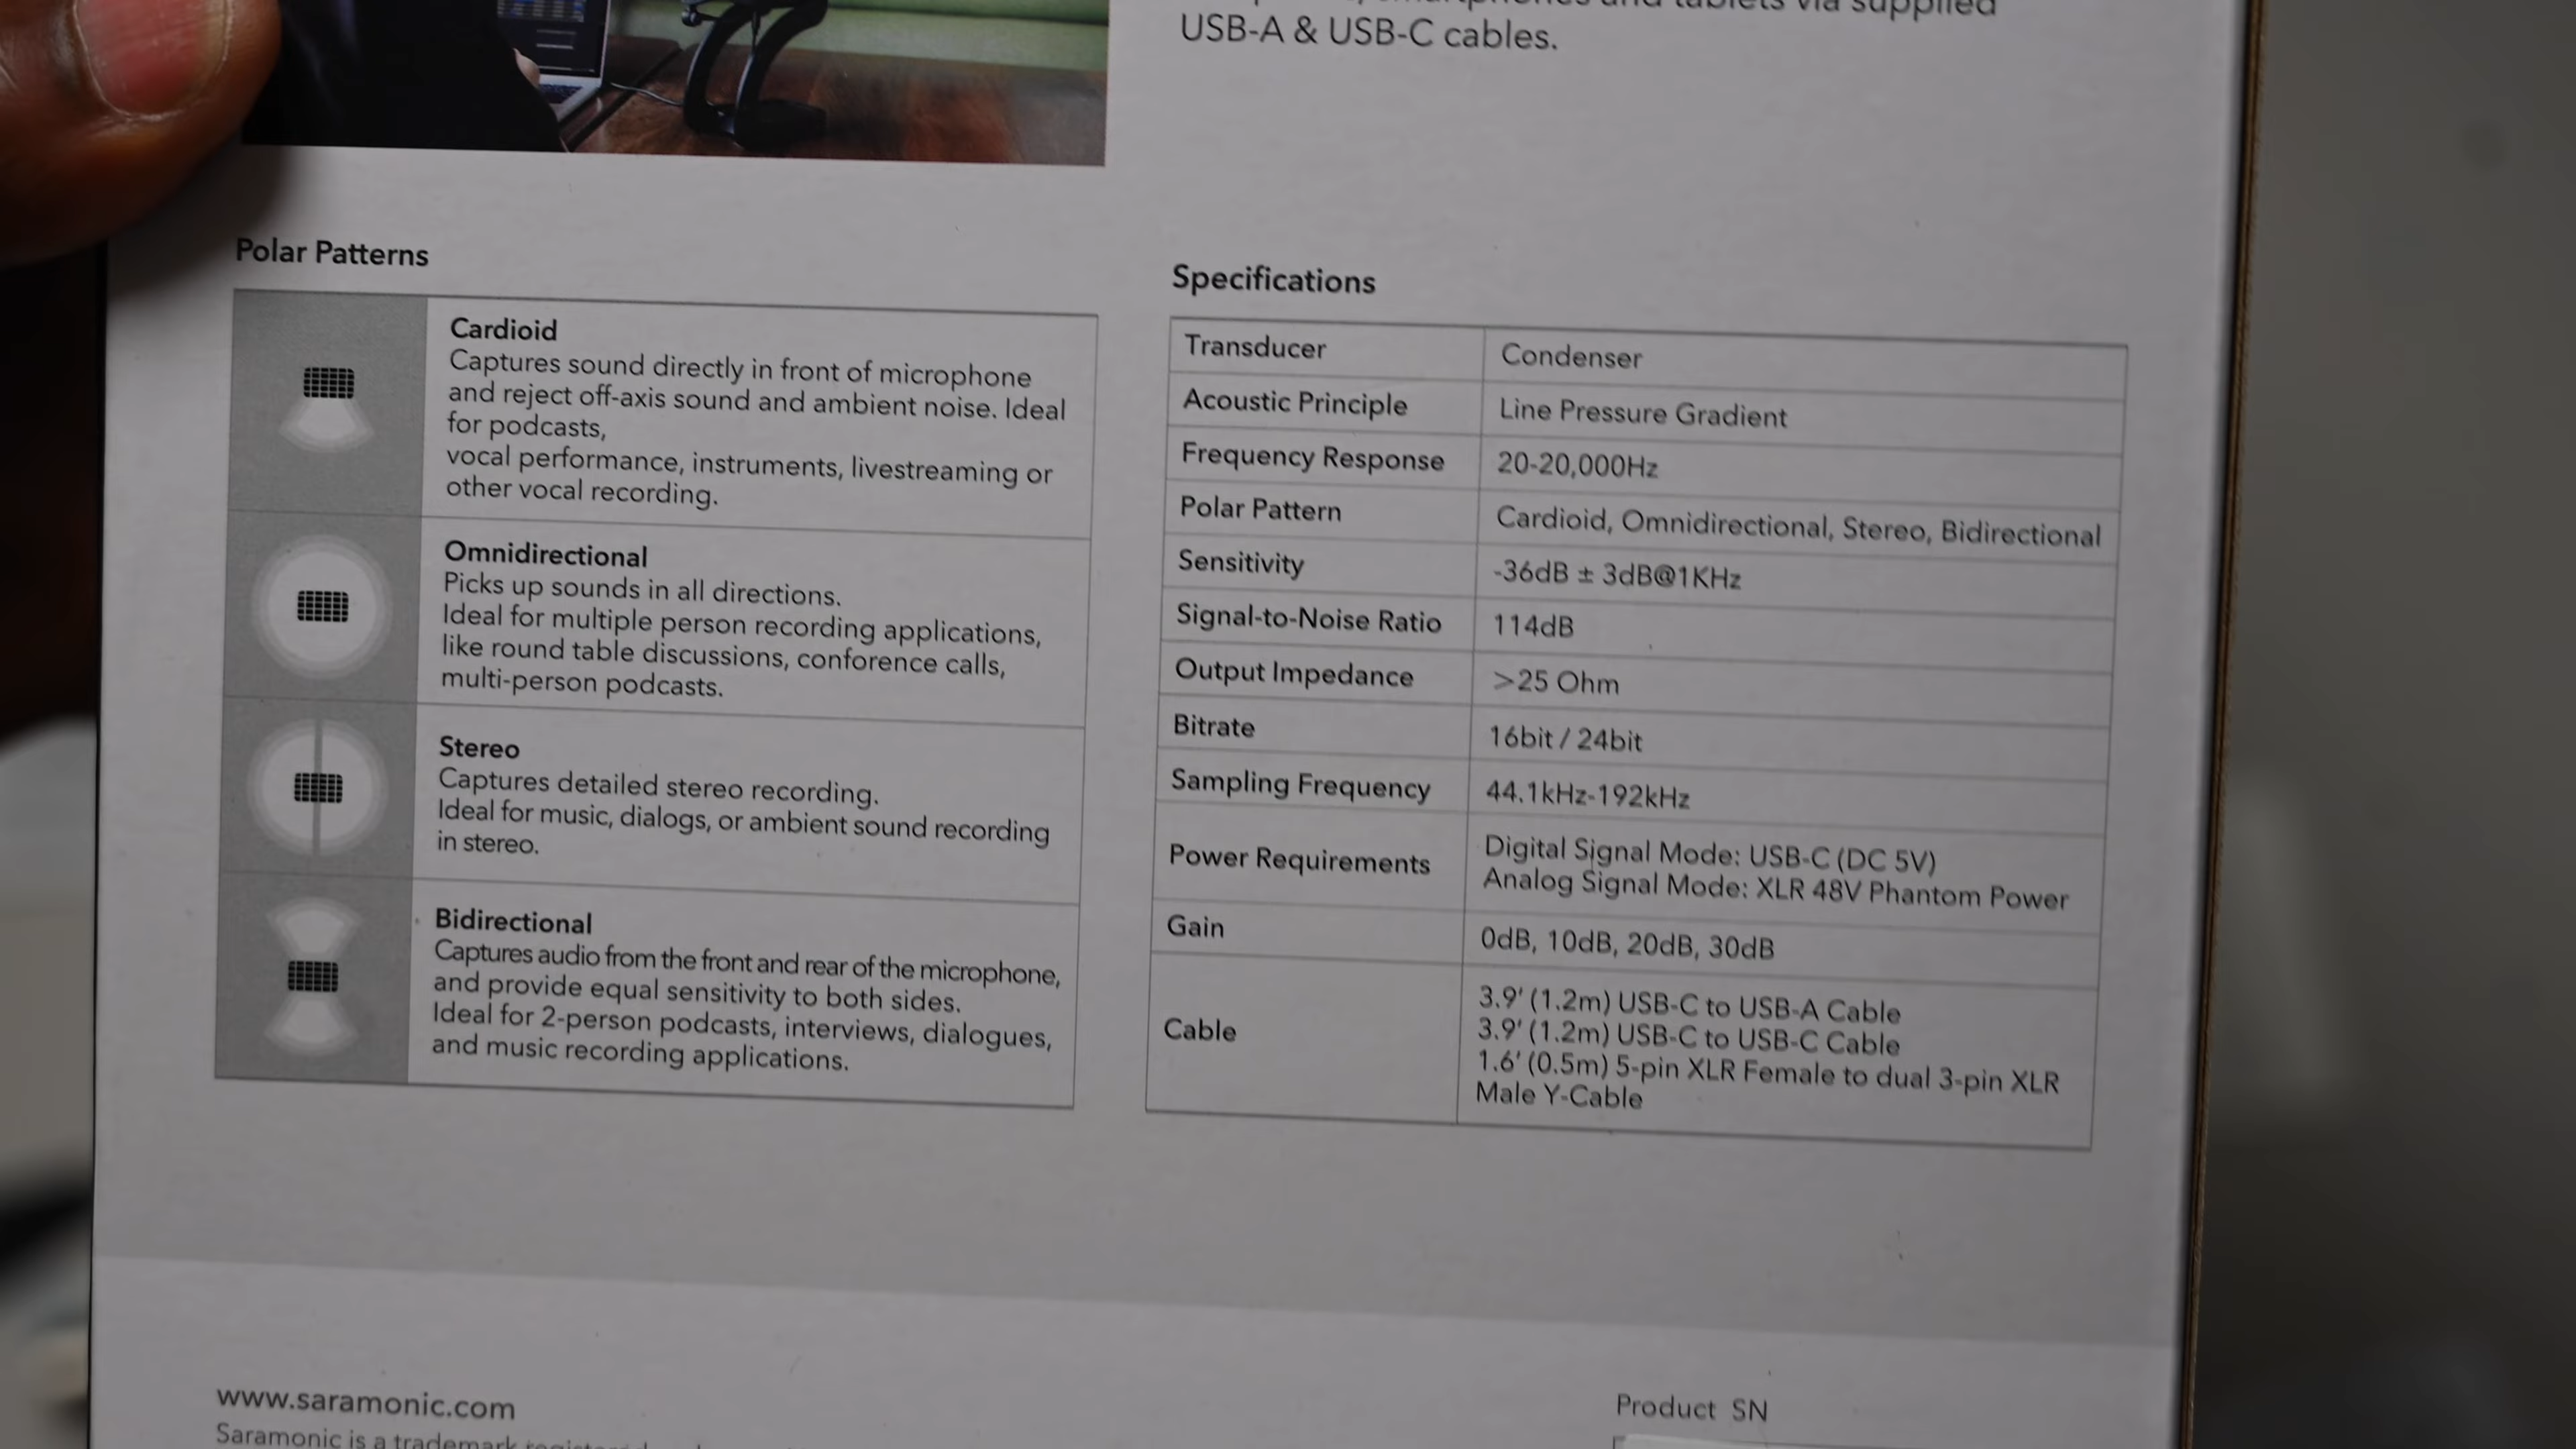 tablets via supplied
USB-A & USB-C cables.
Polar Patterns
Cardioid
Captures sound directly in front of microphone
and reject off-axis sound and ambient noise. Ideal
for podcasts,
vocal performance, instruments, livestreaming or
other vocal recording.
Omnidirectional
Picks up sounds in all directions.
Ideal for multiple person recording applications,
like round table discussions, conforence calls,
multi-person podcasts.
Stereo
Captures detailed stereo recording.
Ideal for music, dialogs, or ambient sound recording
in stereo.
Bidirectional
Captures audio from the front and rear of the microphone,
and provide equal sensitivity to both sides.
Ideal for 2-person podcasts, interviews, dialogues,
and music recording applications.
Specifications
Transducer Condenser
Acoustic Principle Line Pressure Gradient
Frequency Response 20-20,000Hz
Polar Pattern Cardioid, Omnidirectional, Stereo, Bidirectional
Sensitivity -36dB ± 3dB@1KHz
Signal-to-Noise Ratio 114dB
Output Impedance >25 Ohm
Bitrate 16bit / 24bit
Sampling Frequency 44.1kHz-192kHz
Power Requirements Digital Signal Mode: USB-C (DC 5V)
Analog Signal Mode: XLR 48V Phantom Power
Gain 0dB, 10dB, 20dB, 30dB
Cable 3.9' (1.2m) USB-C to USB-A Cable
3.9' (1.2m) USB-C to USB-C Cable
1.6' (0.5m) 5-pin XLR Female to dual 3-pin XLR
Male Y-Cable
www.saramonic.com
Saramonic is a trademark
Product SN